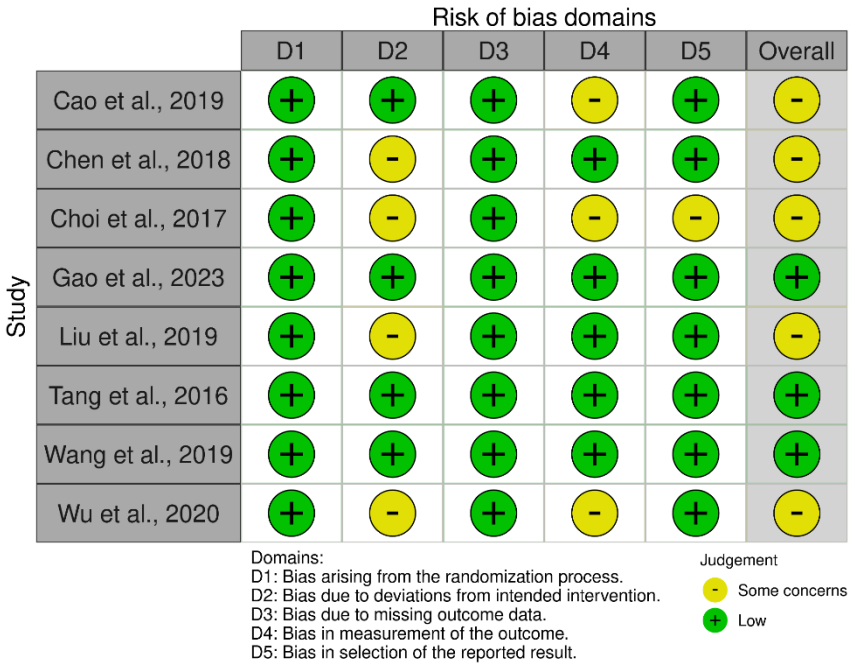 Risk of bias domains
D1 D2 D3 D4 D5 Overall
Study
Cao et al., 2019 + + + - + -
Chen et al., 2018 + - + + + -
Choi et al., 2017 + - + - - -
Gao et al., 2023 + + + + + +
Liu et al., 2019 + - + + + -
Tang et al., 2016 + + + + + +
Wang et al., 2019 + + + + + +
Wu et al., 2020 + - + - + -
Domains:
D1: Bias arising from the randomization process.
D2: Bias due to deviations from intended intervention.
D3: Bias due to missing outcome data.
D4: Bias in measurement of the outcome.
D5: Bias in selection of the reported result.
Judgement
- Some concerns
+ Low